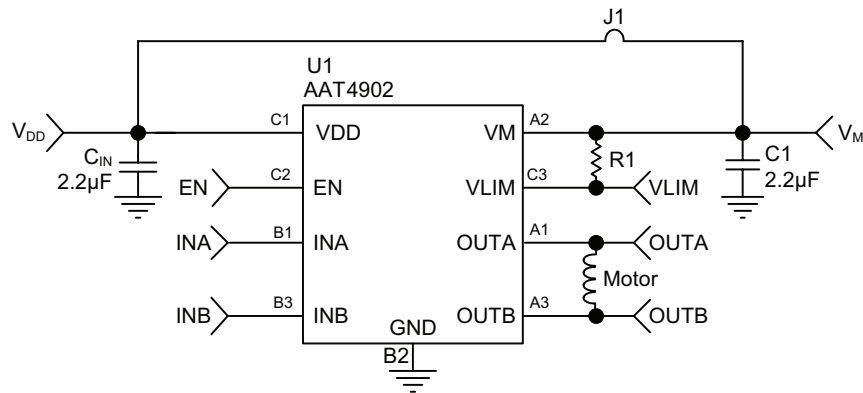 J1
U1
AAT4902
VDD C1 VDD VM A2 VM
CIN
2.2µF
R1
C1
2.2µF
EN C2 EN VLIM C3 VLIM
INA B1 INA OUTA A1 OUTA
Motor
INB B3 INB OUTB A3 OUTB
GND
B2